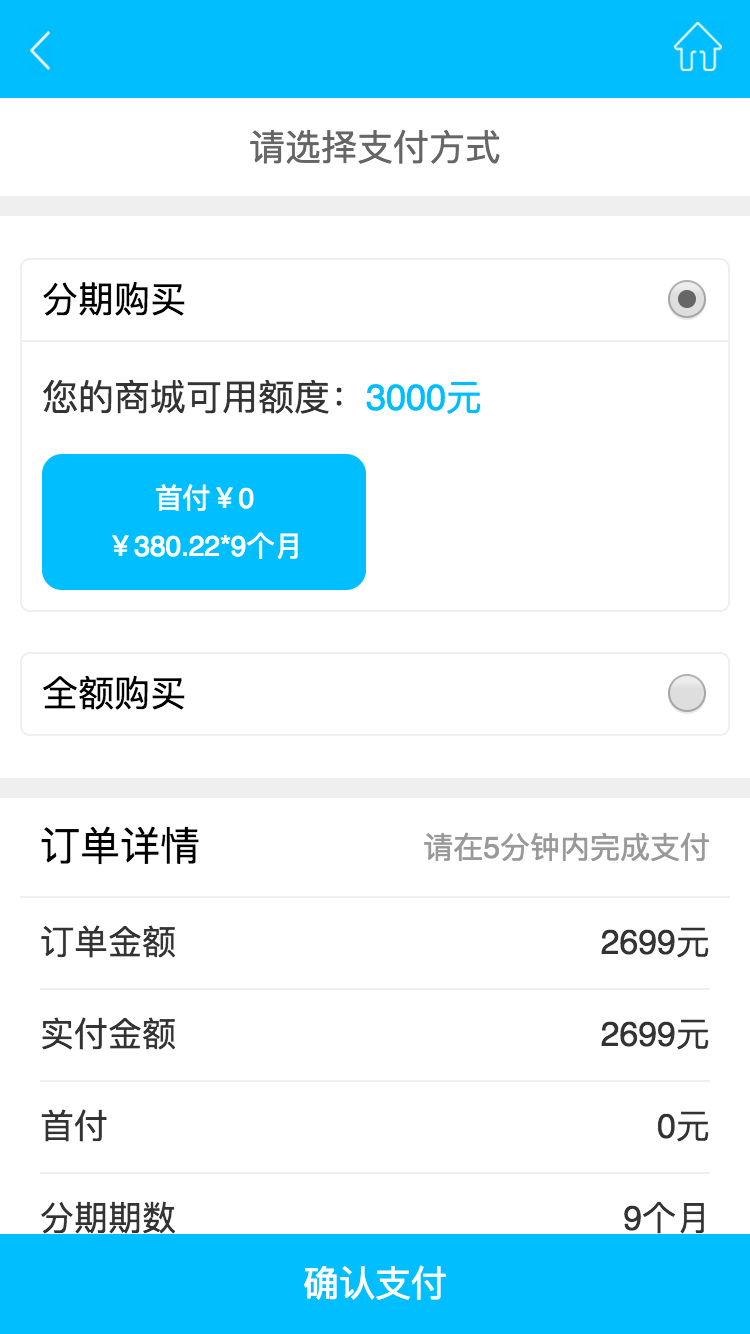 请选择支付方式
分期购买
您的商城可用额度：3000元
首付￥0
￥380.22*9个月
全额购买
订单详情 请在5分钟内完成支付
订单金额 2699元
实付金额 2699元
首付 0元
分期期数 9个月
确认支付